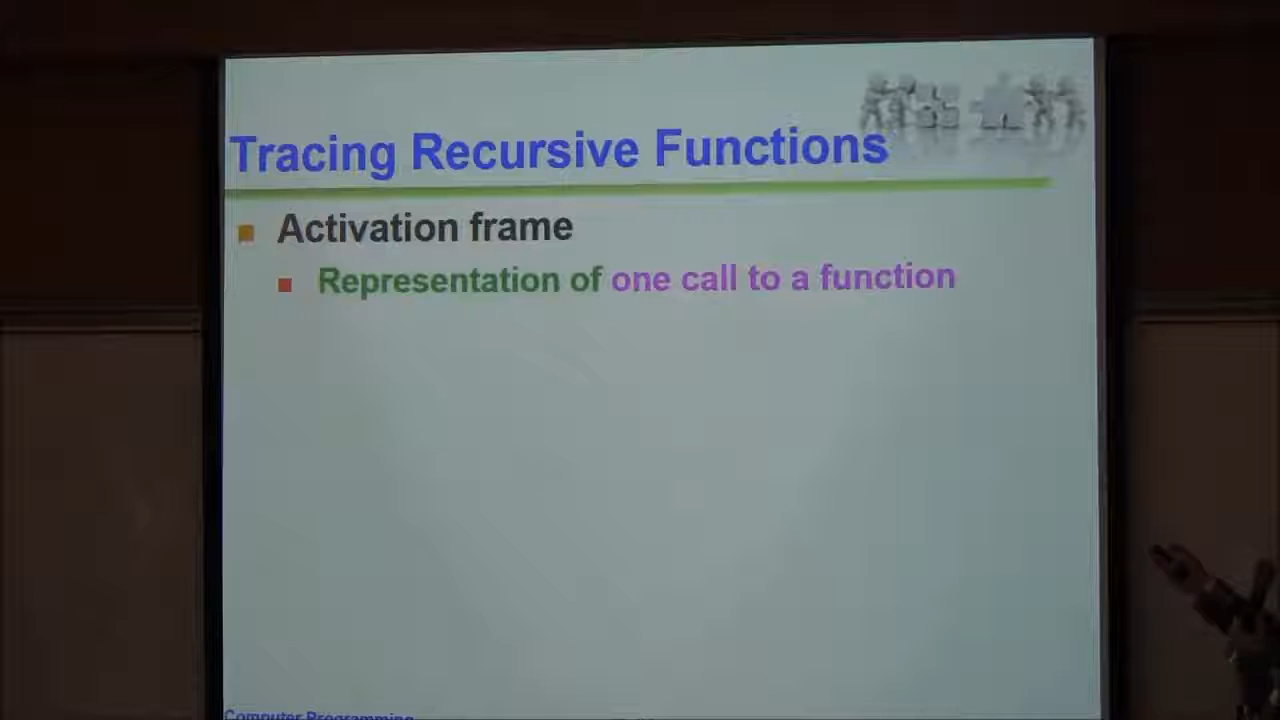 Tracing Recursive Functions
Activation frame
Representation of one call to a function
Computer Programming